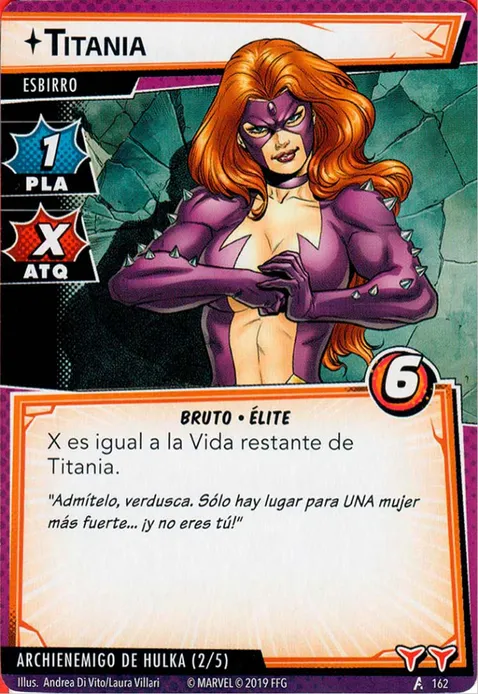 TITANIA
ESBIRRO
1
PLA
X
ATQ
6
BRUTO • ÉLITE
X es igual a la Vida restante de
Titania.
"Admítelo, verdusca. Sólo hay lugar para UNA mujer
más fuerte... ¡y no eres tú!"
ARCHIENEMIGO DE HULKA (2/5)
Illus. Andrea Di Vito/Laura Villari © MARVEL © 2019 FFG 162